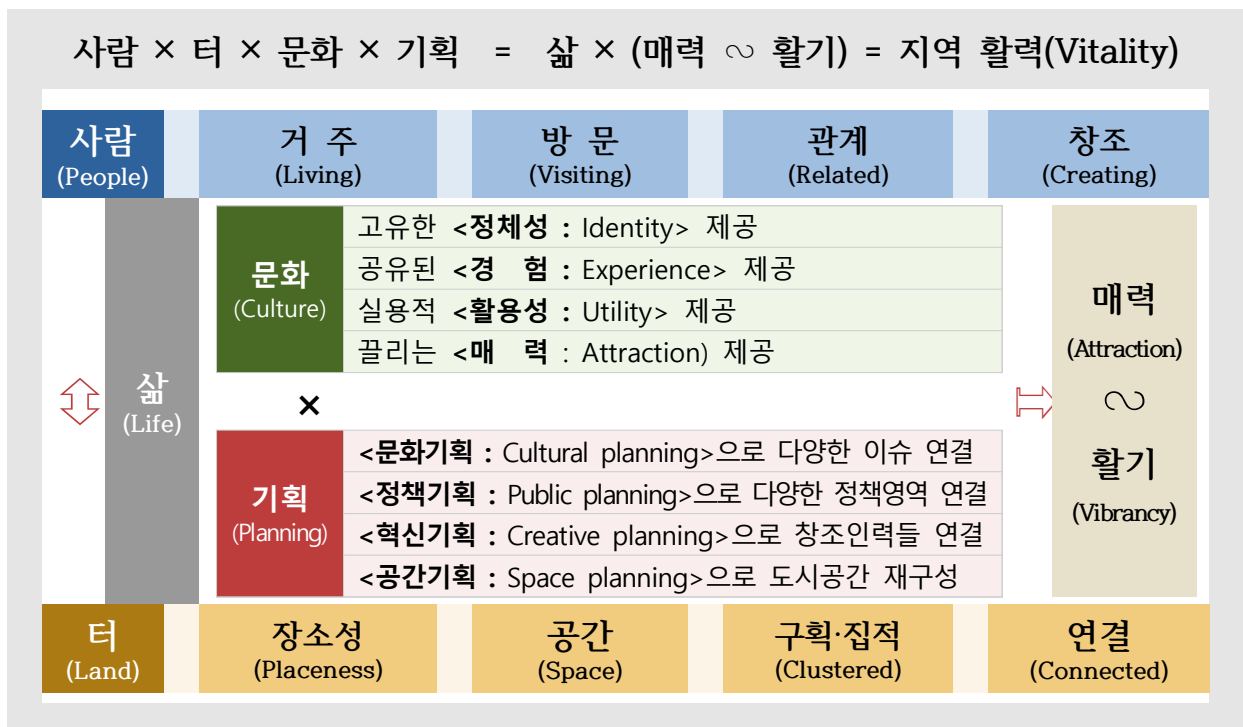 사람 × 터 × 문화 × 기획 = 삶 × (매력 ∽ 활기) = 지역 활력(Vitality)
사람
(People)
거 주
(Living)
방 문
(Visiting)
관계
(Related)
창조
(Creating)
삶
(Life)
문화
(Culture)
고유한 <정체성 : Identity> 제공
공유된 <경 험 : Experience> 제공
실용적 <활용성 : Utility> 제공
끌리는 <매 력 : Attraction) 제공
×
기획
(Planning)
<문화기획 : Cultural planning>으로 다양한 이슈 연결
<정책기획 : Public planning>으로 다양한 정책영역 연결
<혁신기획 : Creative planning>으로 창조인력들 연결
<공간기획 : Space planning>으로 도시공간 재구성
매력
(Attraction)
∽
활기
(Vibrancy)
터
(Land)
장소성
(Placeness)
공간
(Space)
구획·집적
(Clustered)
연결
(Connected)